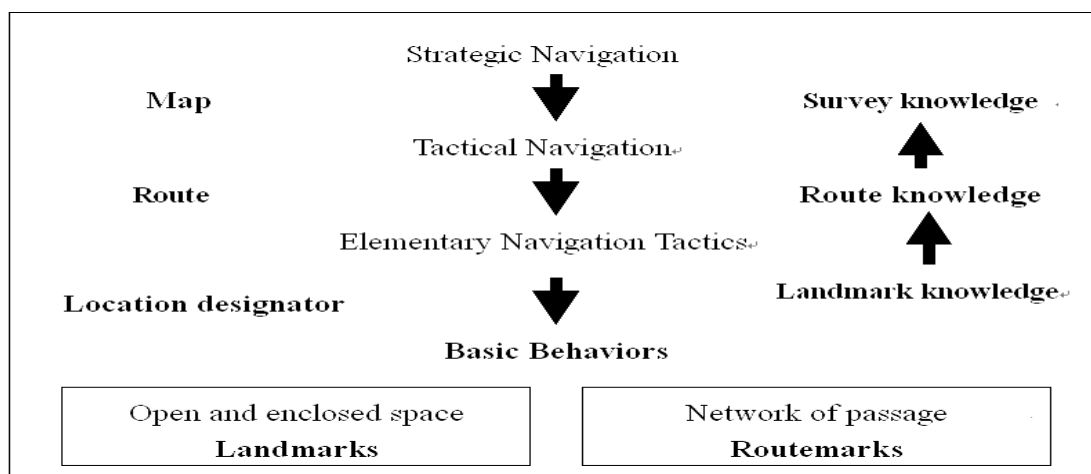 Strategic Navigation
Map
Survey knowledge
Tactical Navigation
Route
Route knowledge
Elementary Navigation Tactics
Location designator
Landmark knowledge
Basic Behaviors
Open and enclosed space
Landmarks
Network of passage
Routemarks